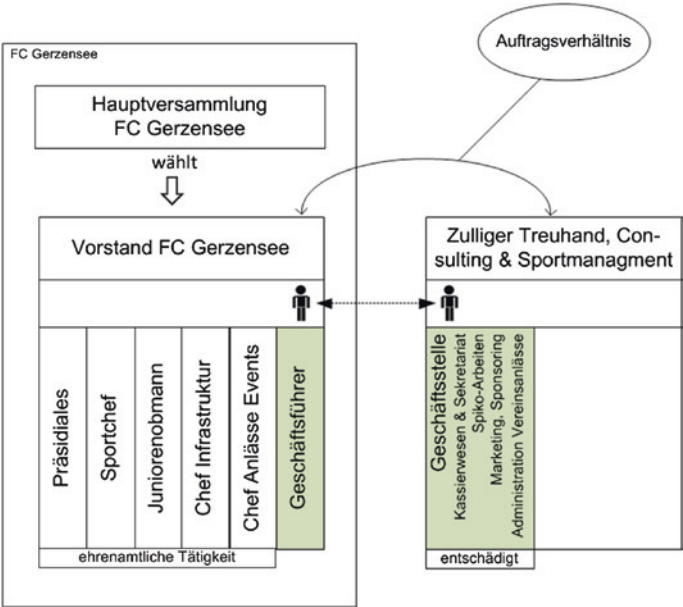 Auftragsverhältnis
FC Gerzensee
Hauptversammlung
FC Gerzensee
wählt
Vorstand FC Gerzensee
Präsidiales
Sportchef
Juniorenobmann
Chef Infrastruktur
Chef Anlässe Events
Geschäftsführer
ehrenamtliche Tätigkeit
Zulliger Treuhand, Con-
sulting & Sportmanagment
Geschäftsstelle
Kassierwesen & Sekretariat
Spiko-Arbeiten
Marketing, Sponsoring
Administration Vereinsanlässe
entschädigt